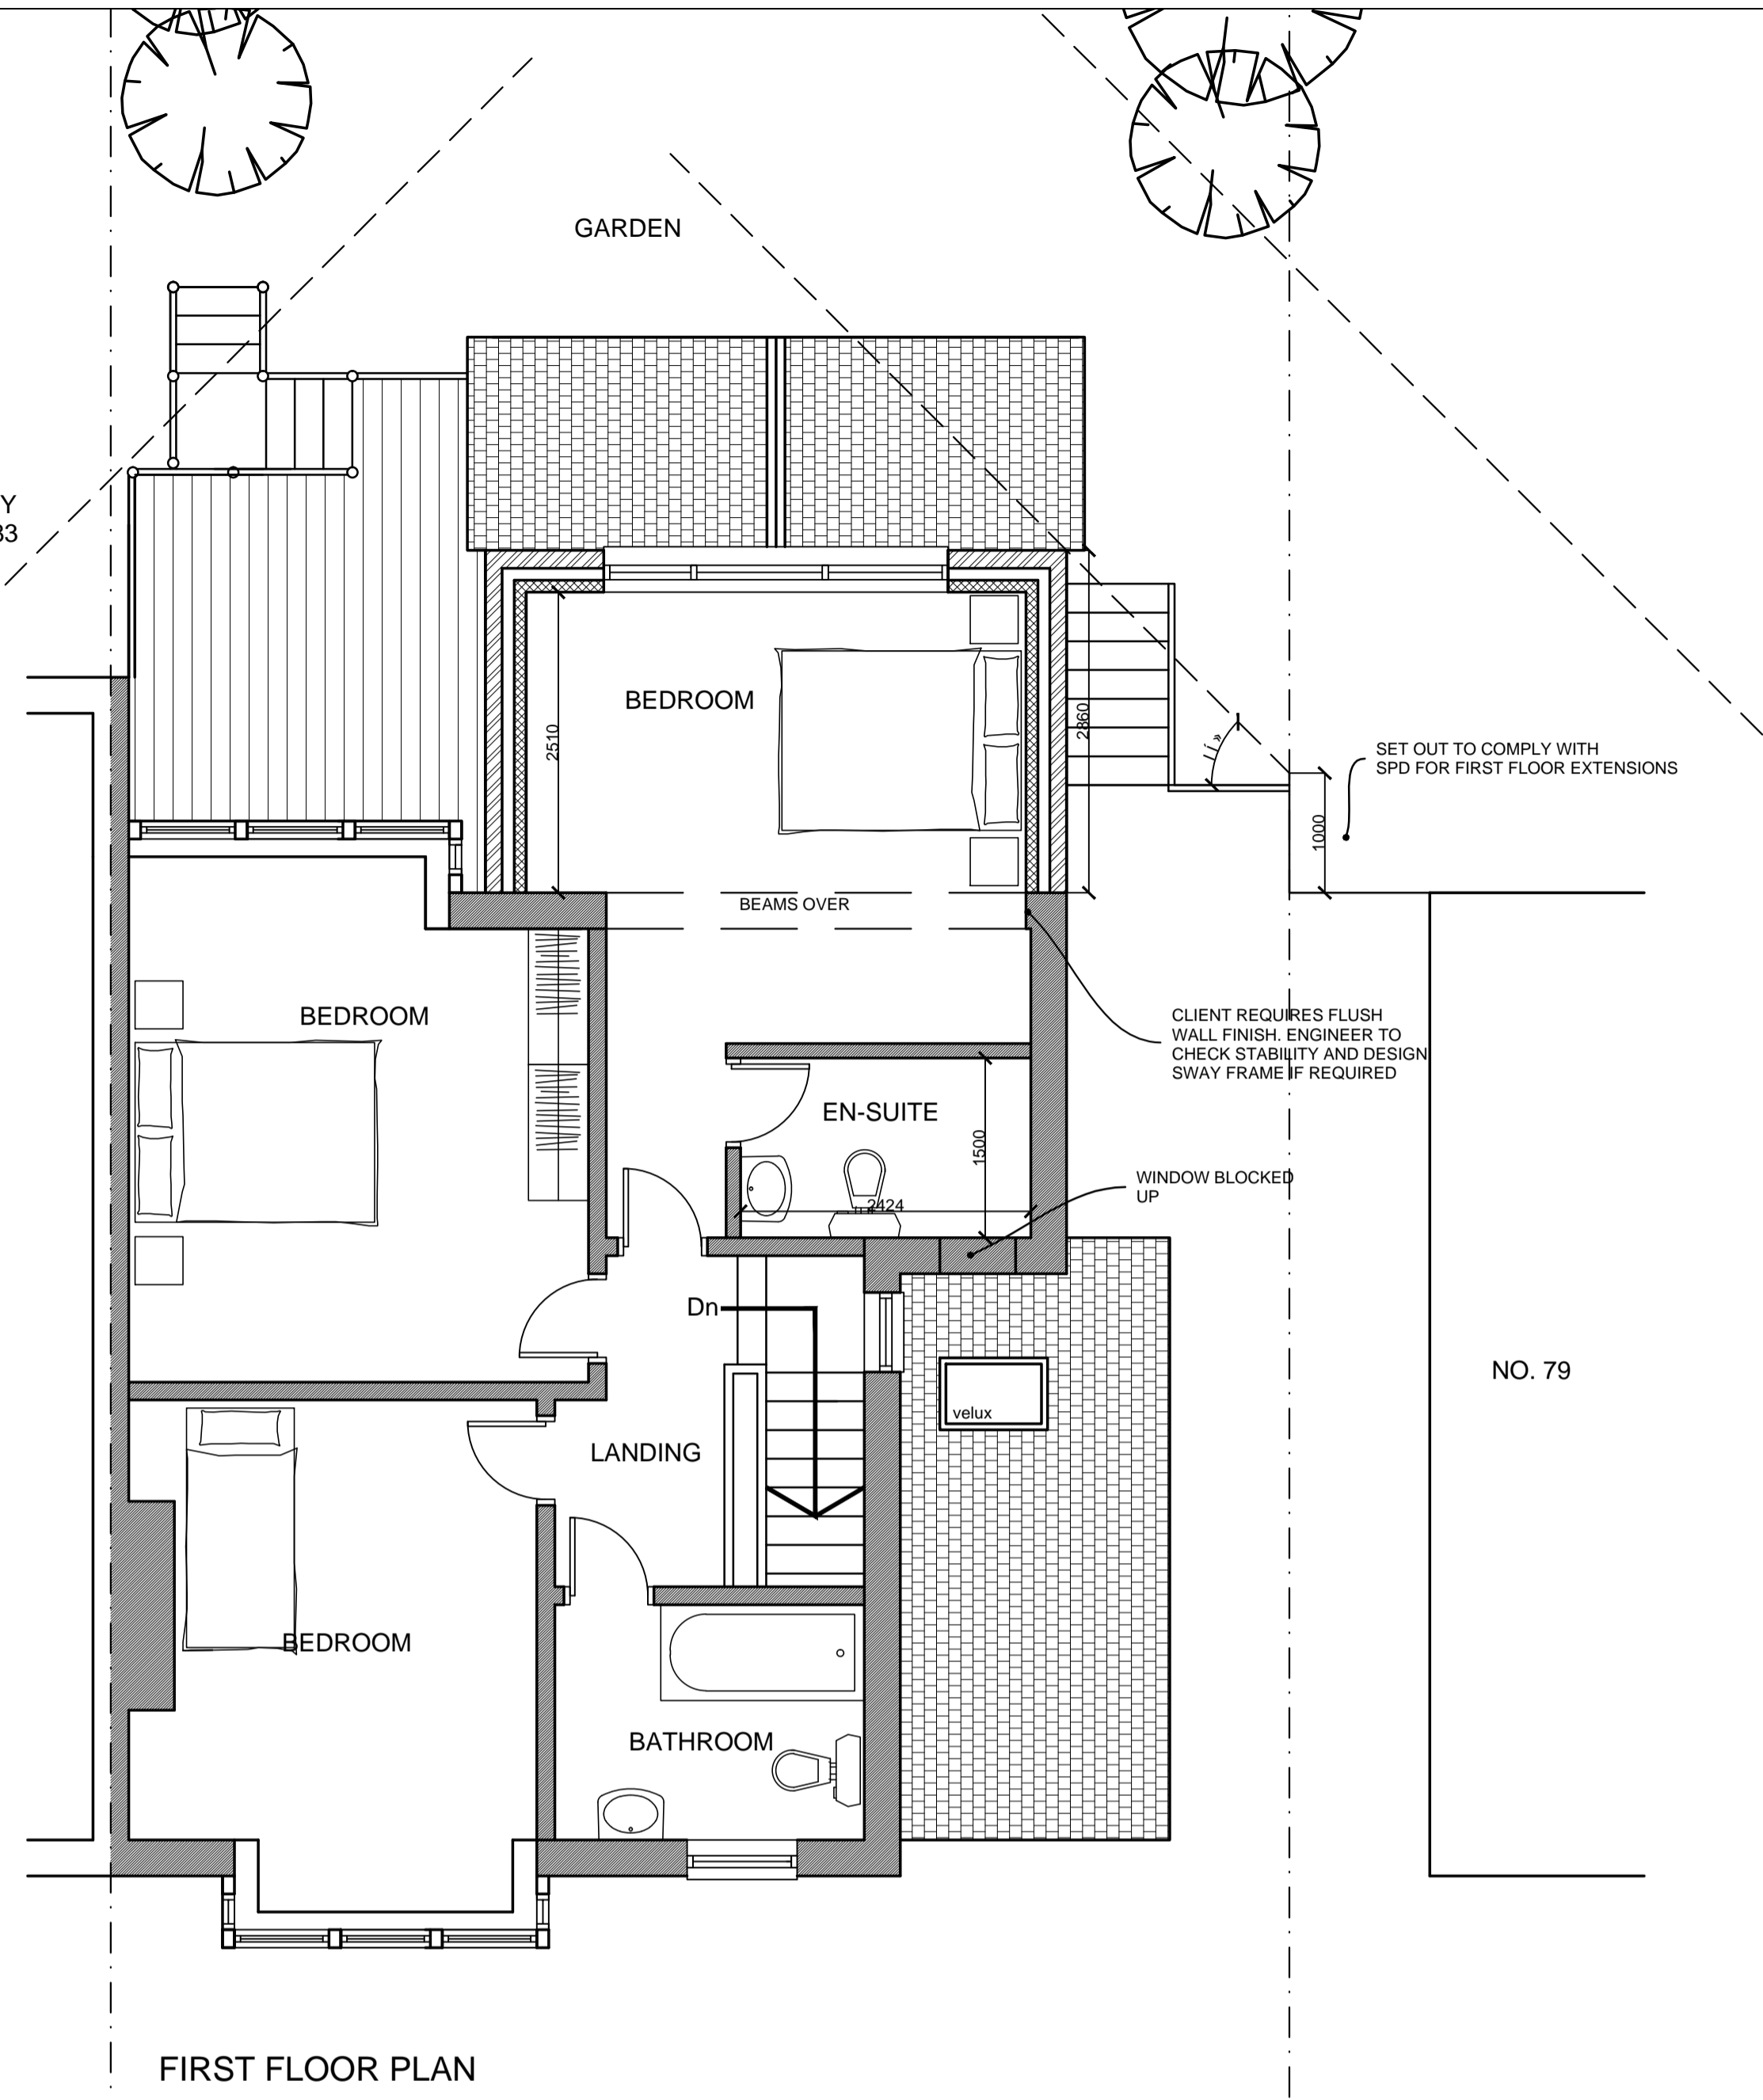 GARDEN
Y
33
BEDROOM
2510
2860
SET OUT TO COMPLY WITH
SPD FOR FIRST FLOOR EXTENSIONS
1000
BEAMS OVER
BEDROOM
CLIENT REQUIRES FLUSH
WALL FINISH. ENGINEER TO
CHECK STABILITY AND DESIGN
SWAY FRAME IF REQUIRED
EN-SUITE
1500
WINDOW BLOCKED
UP
2424
Dn
NO. 79
velux
LANDING
BEDROOM
BATHROOM
FIRST FLOOR PLAN